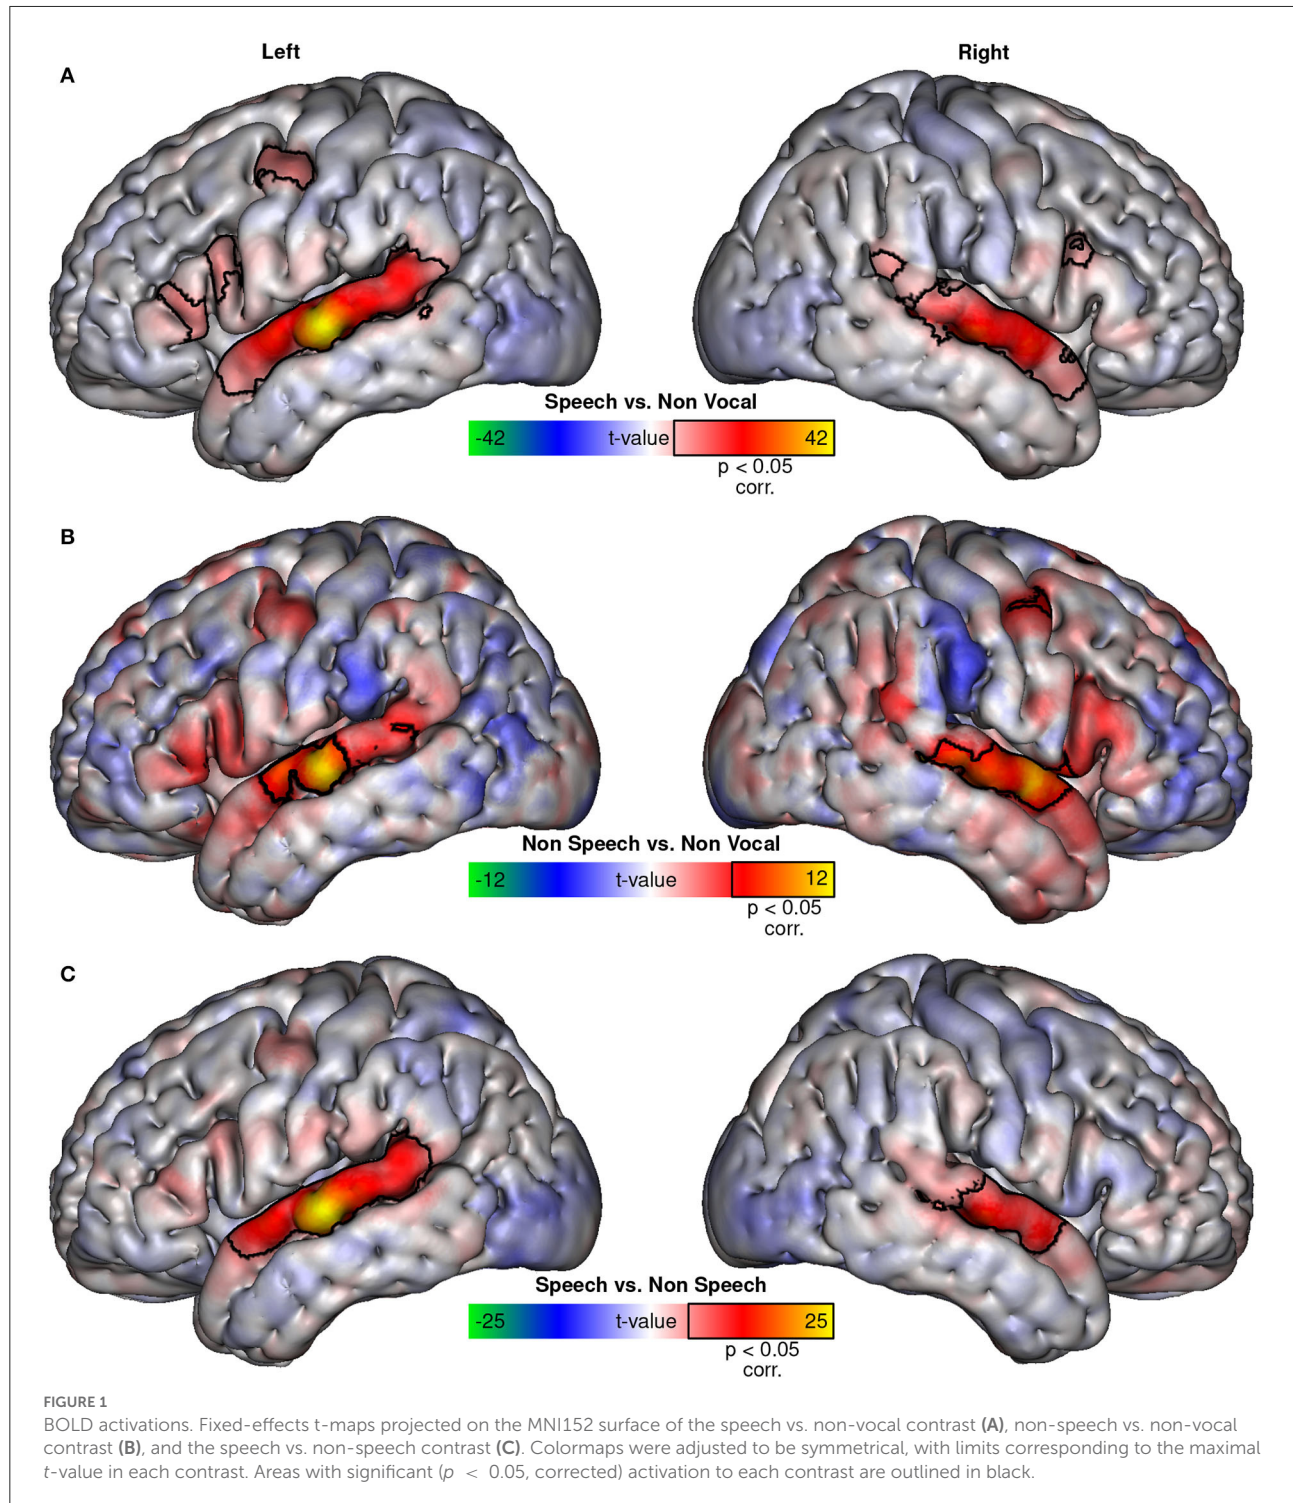 Left
Right
A
Speech vs. Non Vocal
-42 t-value 42
p < 0.05
corr.
B
Non Speech vs. Non Vocal
-12 t-value 12
p < 0.05
corr.
C
Speech vs. Non Speech
-25 t-value 25
p < 0.05
corr.
FIGURE 1
BOLD activations. Fixed-effects t-maps projected on the MNI152 surface of the speech vs. non-vocal contrast (A), non-speech vs. non-vocal
contrast (B), and the speech vs. non-speech contrast (C). Colormaps were adjusted to be symmetrical, with limits corresponding to the maximal
t-value in each contrast. Areas with significant (p < 0.05, corrected) activation to each contrast are outlined in black.